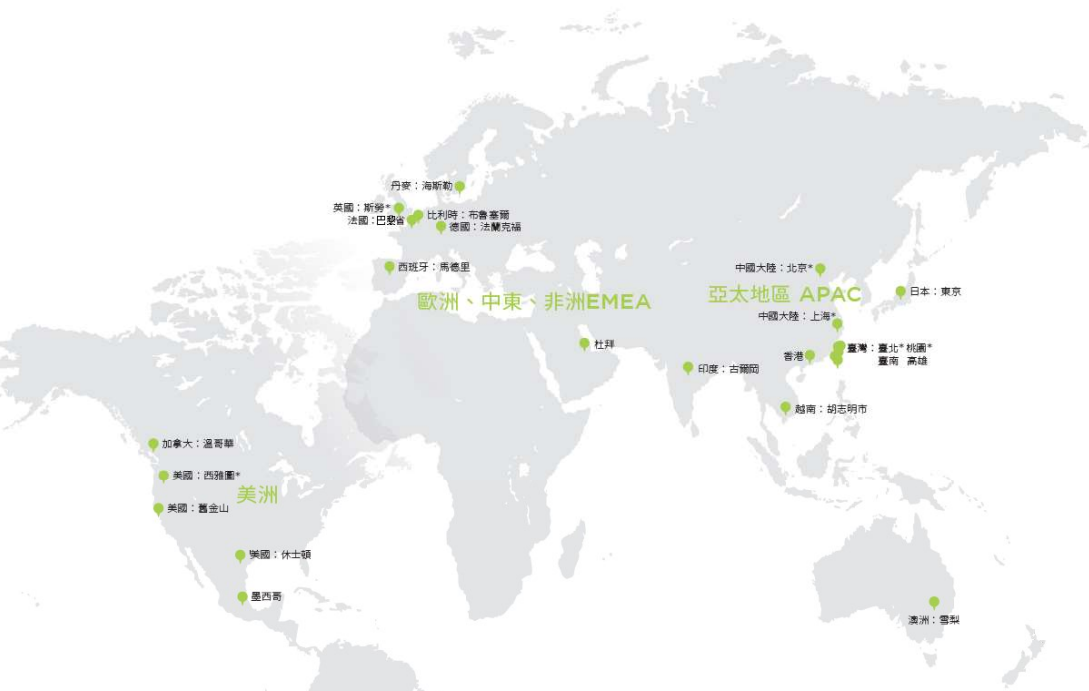 丹麥：海斯勒
英國：斯勞*
比利時：布魯塞爾
法國：巴黎省
德國：法蘭克福
西班牙：馬德里
歐洲、中東、非洲EMEA
杜拜
中國大陸：北京*
亞太地區 APAC
日本：東京
中國大陸：上海*
香港
臺灣：臺北* 桃園*
臺南 高雄
印度：古爾岡
越南：胡志明市
加拿大：溫哥華
美國：西雅圖*
美洲
美國：舊金山
美國：休士頓
墨西哥
澳洲：雪梨